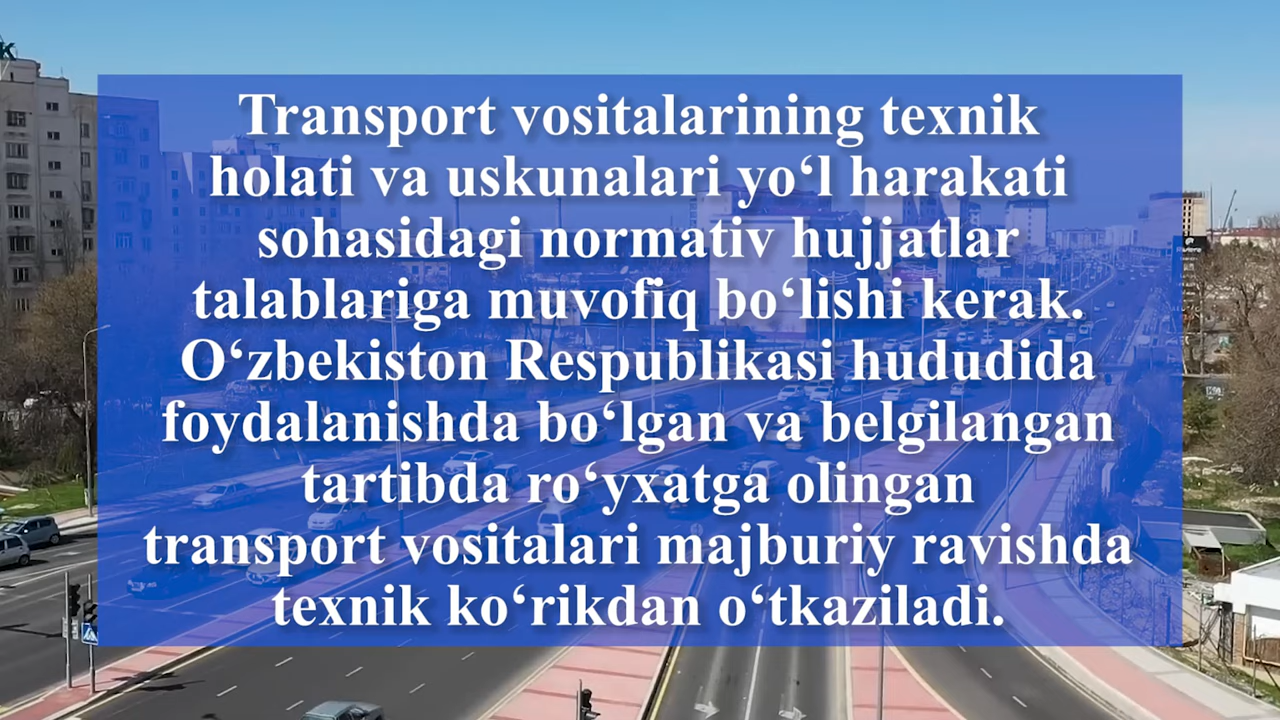 Transport vositalarining texnik
holati va uskunalari yo‘l harakati
sohasidagi normativ hujjatlar
talablariga muvofiq bo‘lishi kerak.
O‘zbekiston Respublikasi hududida
foydalanishda bo‘lgan va belgilangan
tartibda ro‘yxatga olingan
transport vositalari majburiy ravishda
texnik ko‘rikdan o‘tkaziladi.